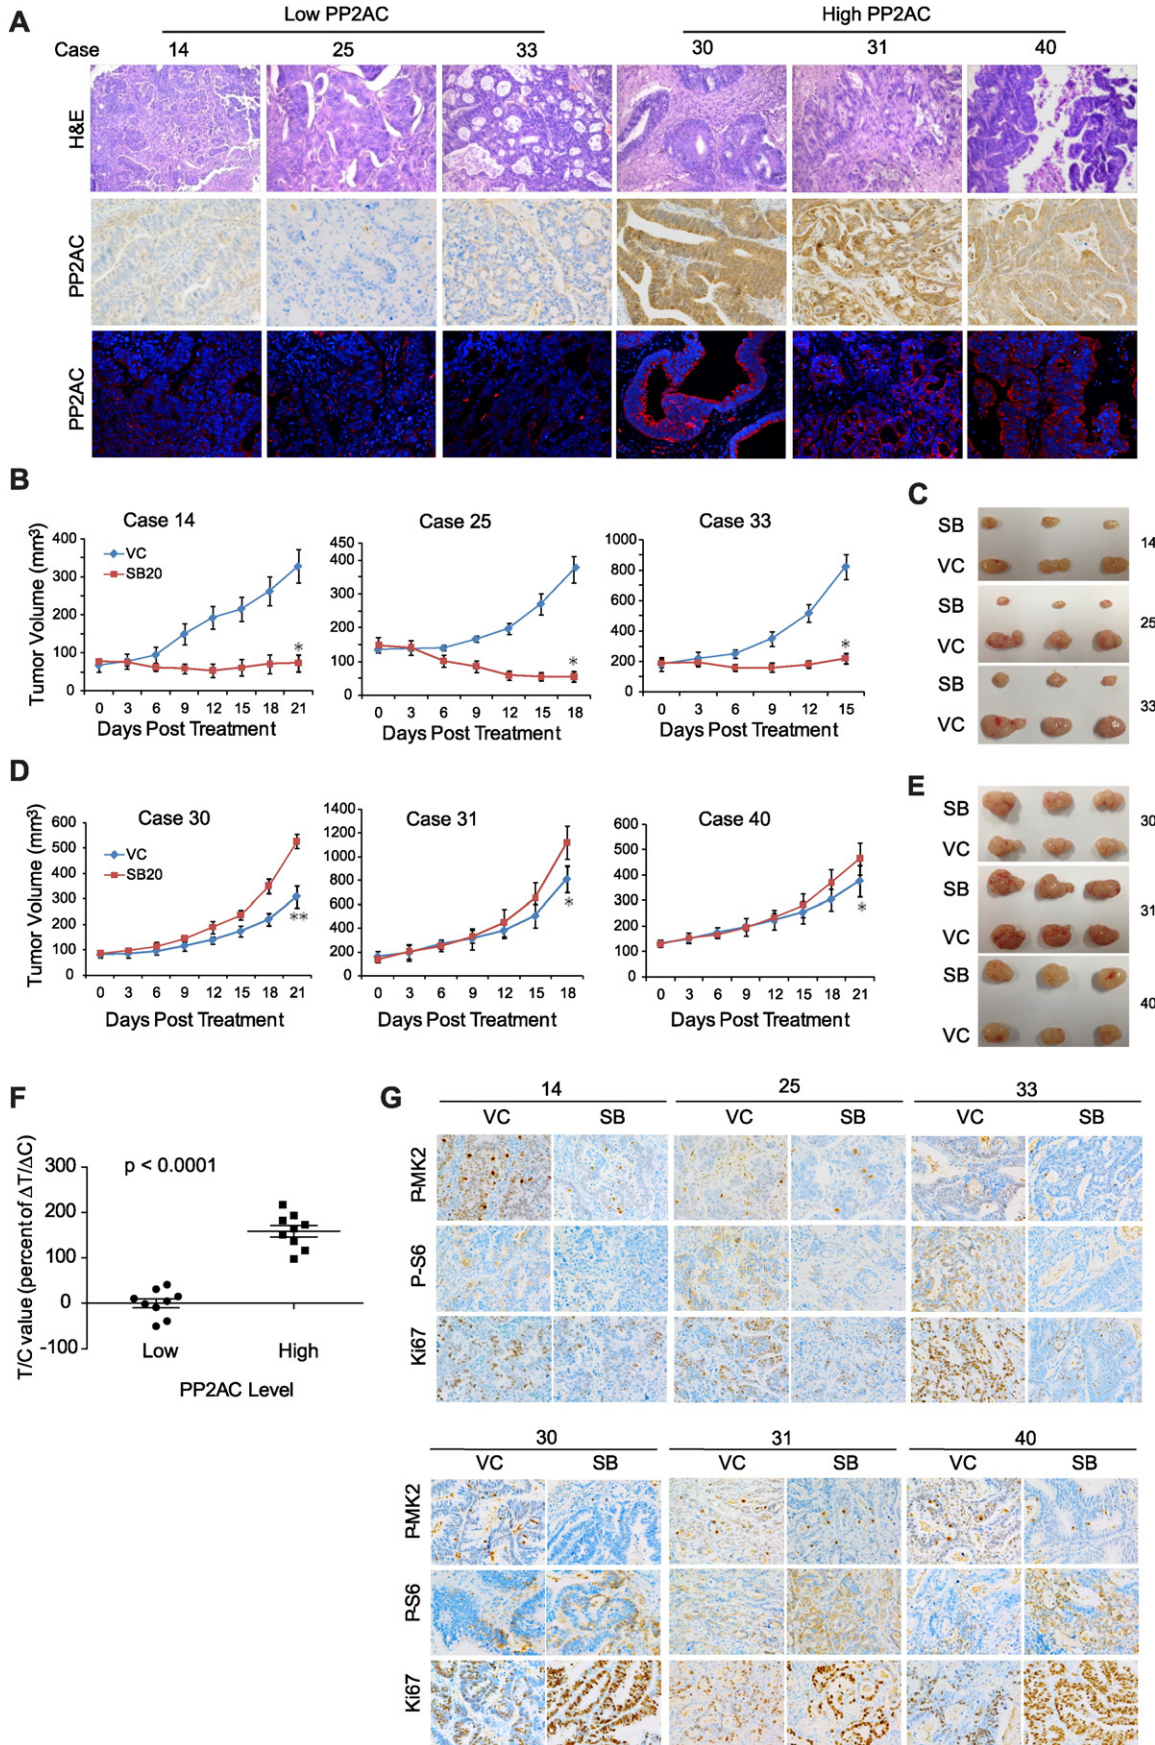 A
Low PP2AC High PP2AC
Case 14 25 33 30 31 40
H&E
PP2AC
PP2AC
B
Case 14 Case 25 Case 33
Tumor Volume (mm³)
VC
SB20
400
300
200
100
0
450
400
350
300
250
200
150
100
50
0
1000
800
600
400
200
0
*
*
*
0 3 6 9 12 15 18 21
0 3 6 9 12 15 18
0 3 6 9 12 15
Days Post Treatment Days Post Treatment Days Post Treatment
C
SB
VC
14
SB
VC
25
SB
VC
33
D
Case 30 Case 31 Case 40
Tumor Volume (mm³)
VC
SB20
600
500
400
300
200
100
0
1400
1200
1000
800
600
400
200
0
600
500
400
300
200
100
0
**
*
*
0 3 6 9 12 15 18 21
0 3 6 9 12 15 18
0 3 6 9 12 15 18 21
Days Post Treatment Days Post Treatment Days Post Treatment
E
SB
VC
30
SB
VC
31
SB
VC
40
F
T/C value (percent of ΔT/ΔC)
p < 0.0001
300
200
100
0
-100
Low High
PP2AC Level
G
14 25 33
VC SB VC SB VC SB
P-MK2
P-S6
Ki67
30 31 40
VC SB VC SB VC SB
P-MK2
P-S6
Ki67